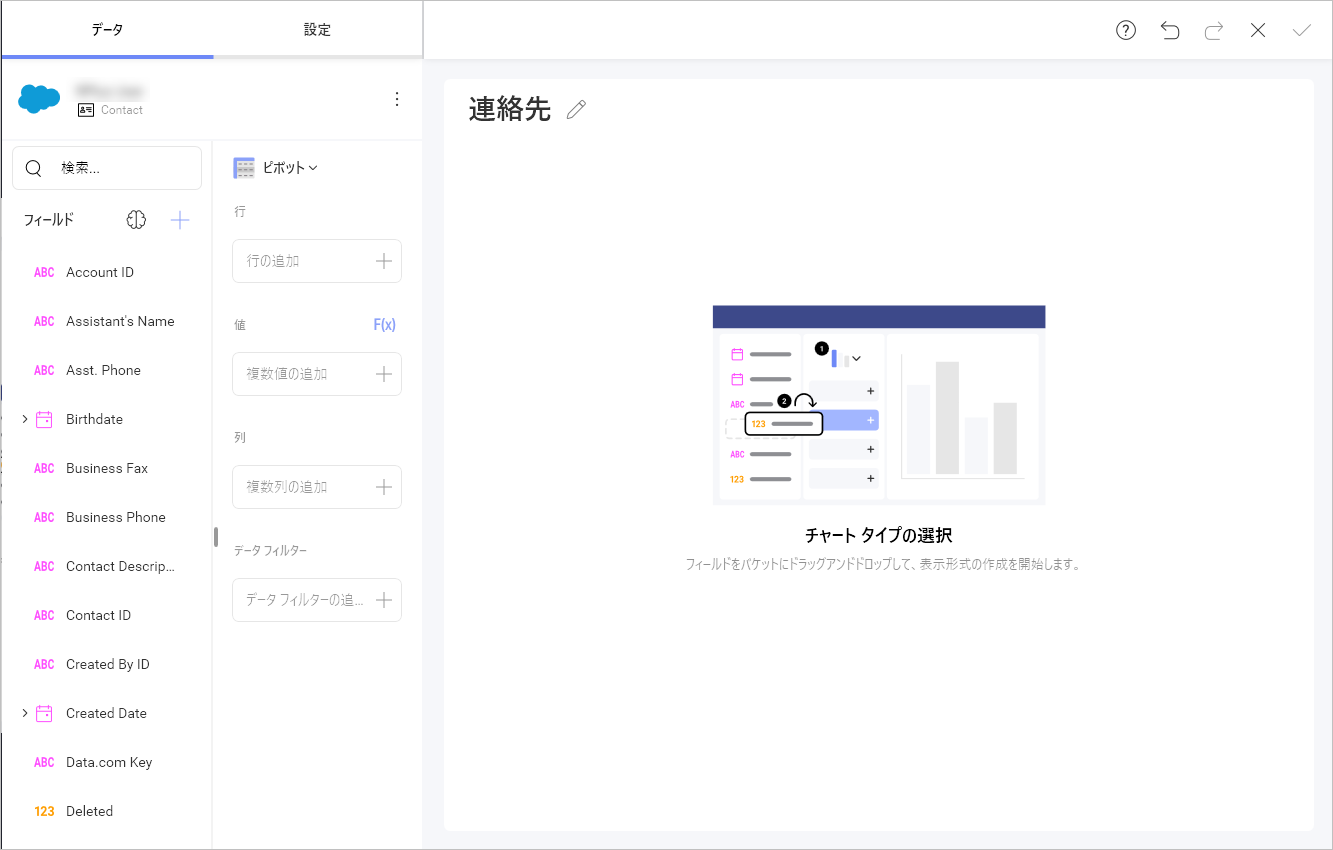 データ
設定
Contact
検索...
フィールド
Account ID
Assistant's Name
Asst. Phone
Birthdate
Business Fax
Business Phone
Contact Descrip...
Contact ID
Created By ID
Created Date
Data.com Key
Deleted
ABC
ABC
ABC
ABC
ABC
ABC
ABC
ABC
ABC
123
ピボット
行
行の追加
値
F(x)
複数値の追加
列
複数列の追加
データ フィルター
データ フィルターの追...
連絡先
1
2
ABC
123
ABC
123
チャート タイプの選択
フィールドをバケットにドラッグアンドドロップして、表示形式の作成を開始します。